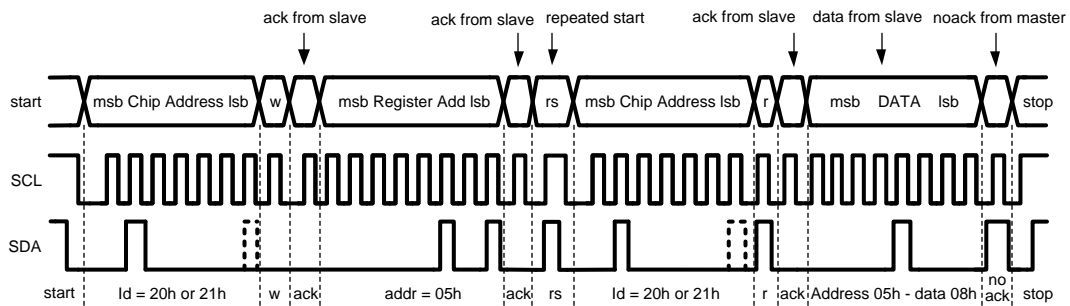 ack from slave ack from slave repeated start ack from slave data from slave noack from master
start msb Chip Address lsb w msb Register Add lsb rs msb Chip Address lsb r msb DATA lsb stop
SCL
SDA
start Id = 20h or 21h w ack addr = 05h ack rs Id = 20h or 21h r ack Address 05h - data 08h no ack stop